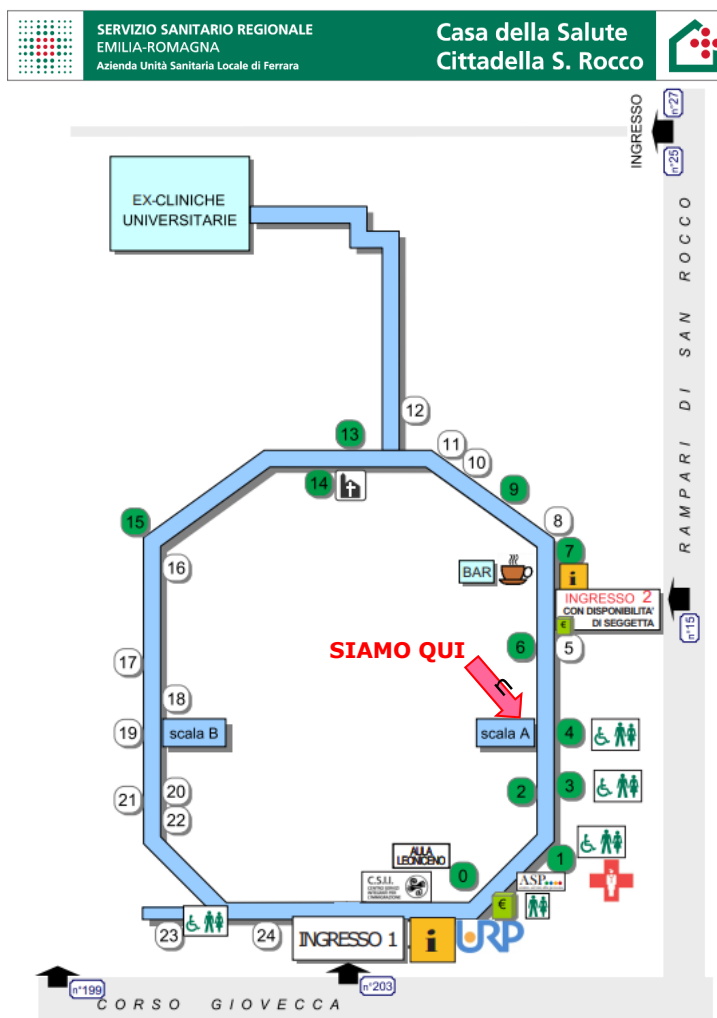 SERVIZIO SANITARIO REGIONALE
EMILIA-ROMAGNA
Azienda Unità Sanitaria Locale di Ferrara
Casa della Salute
Cittadella S. Rocco
n°27
INGRESSO
n°25
EX-CLINICHE
UNIVERSITARIE
RAMPARI DI SAN ROCCO
12
13
11
10
14
9
15
8
7
16
BAR
i
INGRESSO 2
CON DISPONIBILITA'
DI SEGGETTA
€
n°15
SIAMO QUI
n
6
5
17
18
19
scala B
scala A
4
21
20
22
2
3
AULA
LEONICENO
1
C.S.I.I.
0
ASP
€
23
24
INGRESSO 1
i
URP
n°199
n°203
CORSO GIOVECCA